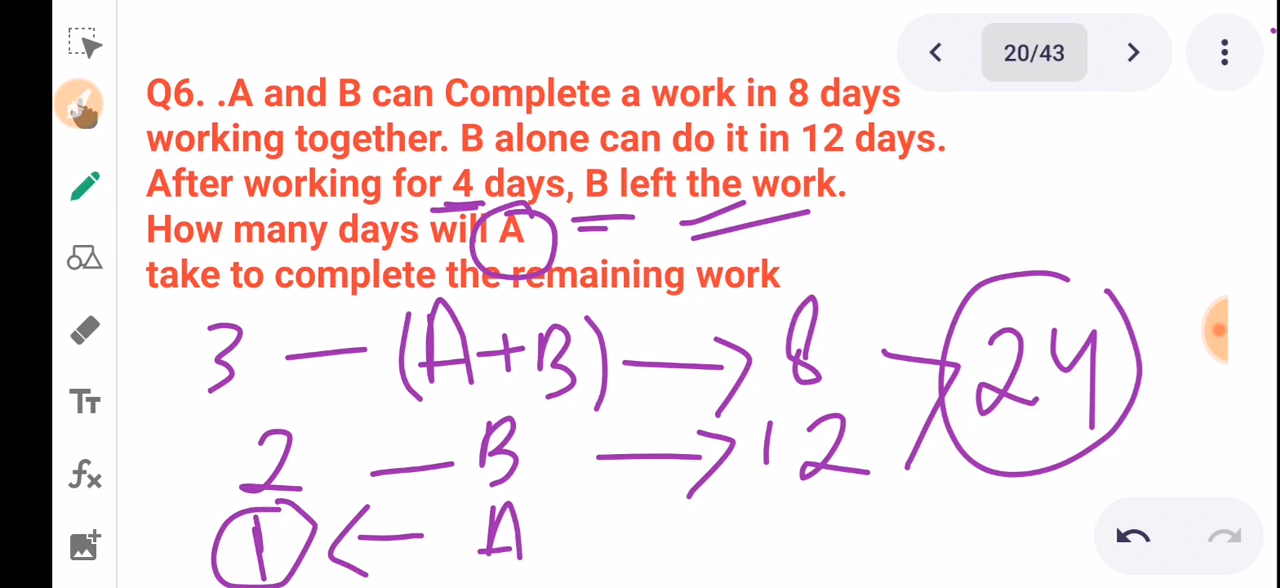 20/43
Q6. .A and B can Complete a work in 8 days
working together. B alone can do it in 12 days.
After working for 4 days, B left the work.
How many days will A
take to complete the remaining work
3 — (A+B) → 8 → 24
2 — B → 12
1 ← A
Tт
fx